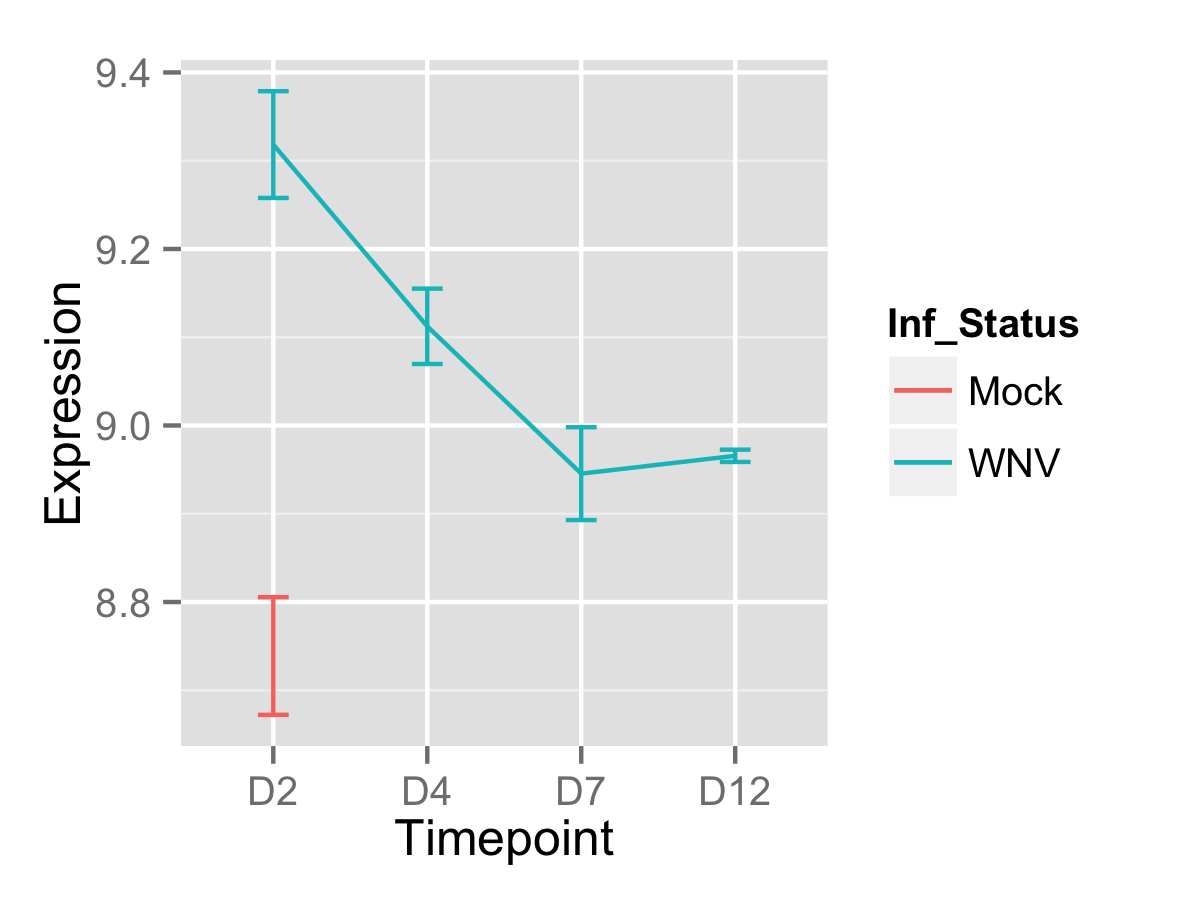 9.4
9.2
9.0
8.8
Expression
D2 D4 D7 D12
Timepoint
Inf_Status
Mock
WNV